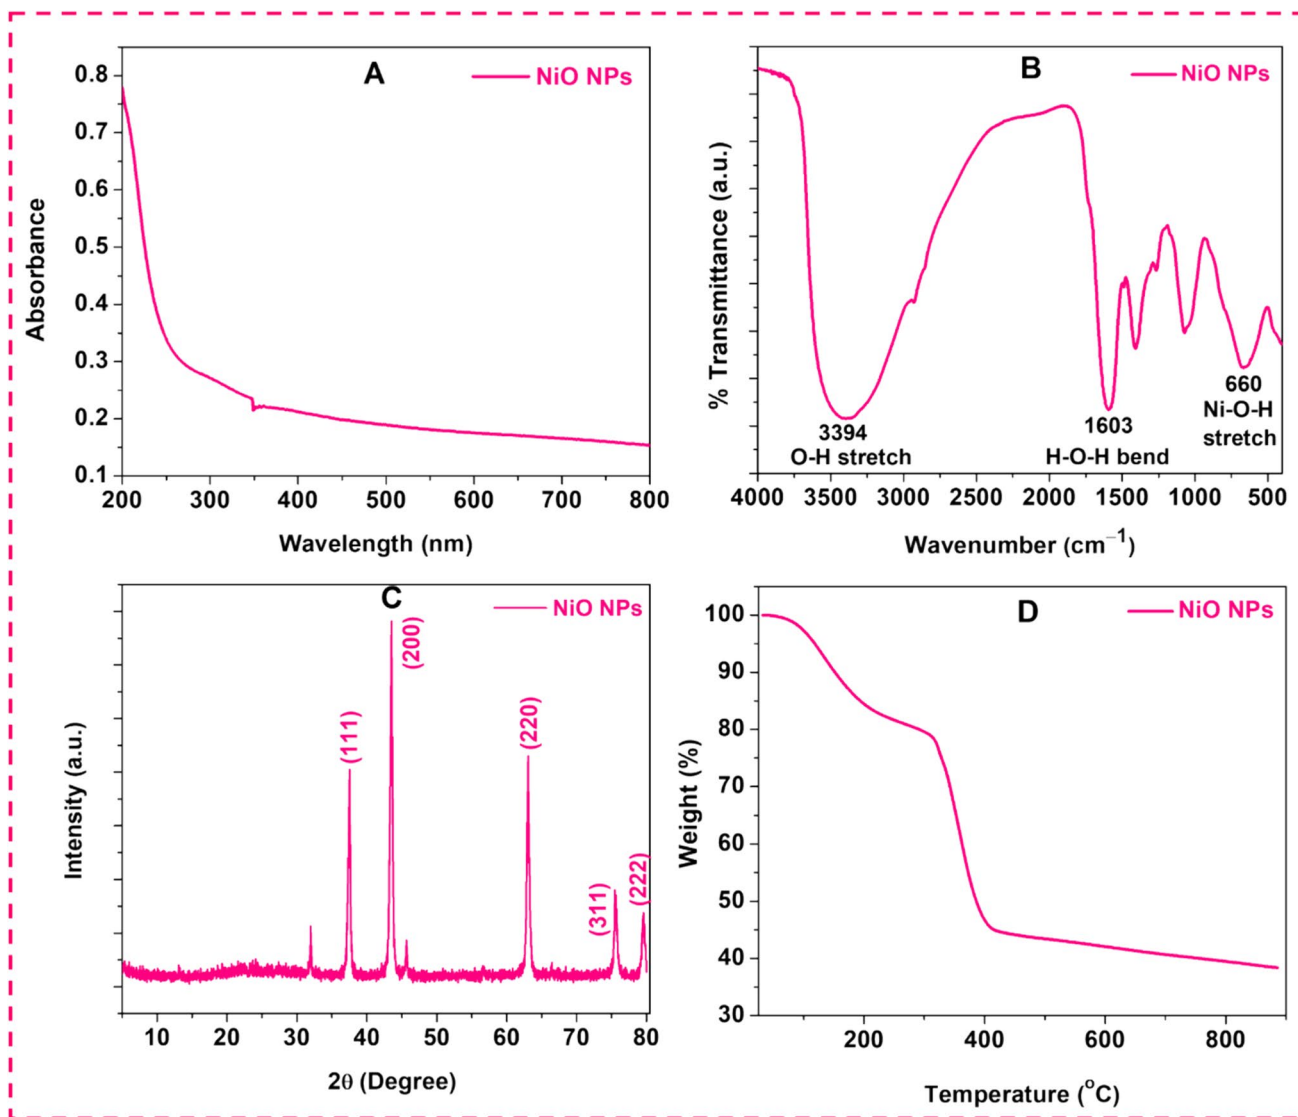 A
NiO NPs
0.8
0.7
0.6
0.5
0.4
0.3
0.2
0.1
200 300 400 500 600 700 800
Absorbance
Wavelength (nm)
B
NiO NPs
% Transmittance (a.u.)
3394
O-H stretch
1603
H-O-H bend
660
Ni-O-H
stretch
4000 3500 3000 2500 2000 1500 1000 500
Wavenumber (cm⁻¹)
C
NiO NPs
(111)
(200)
(220)
(311)
(222)
Intensity (a.u.)
10 20 30 40 50 60 70 80
2θ (Degree)
D
NiO NPs
100
90
80
70
60
50
40
30
Weight (%)
200 400 600 800
Temperature (°C)